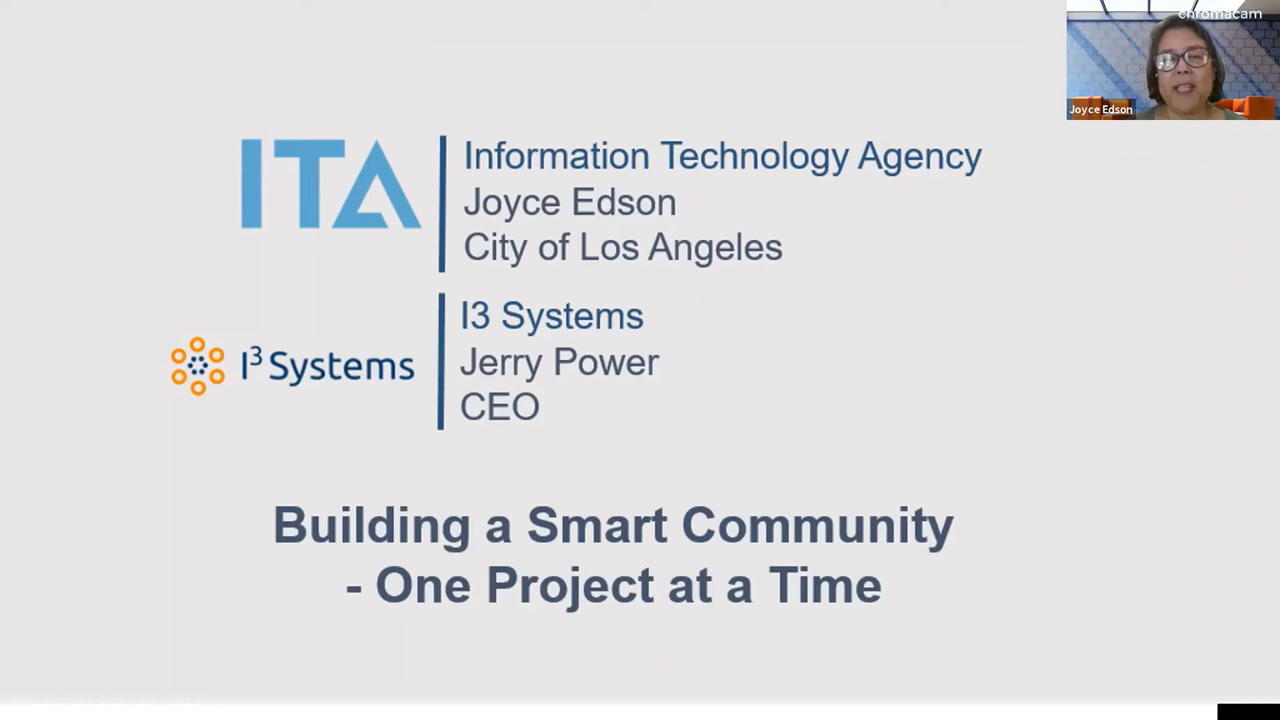 chromacam
Joyce Edson
ITA
Information Technology Agency
Joyce Edson
City of Los Angeles
I3 Systems
Jerry Power
CEO
I³ Systems
Building a Smart Community
- One Project at a Time